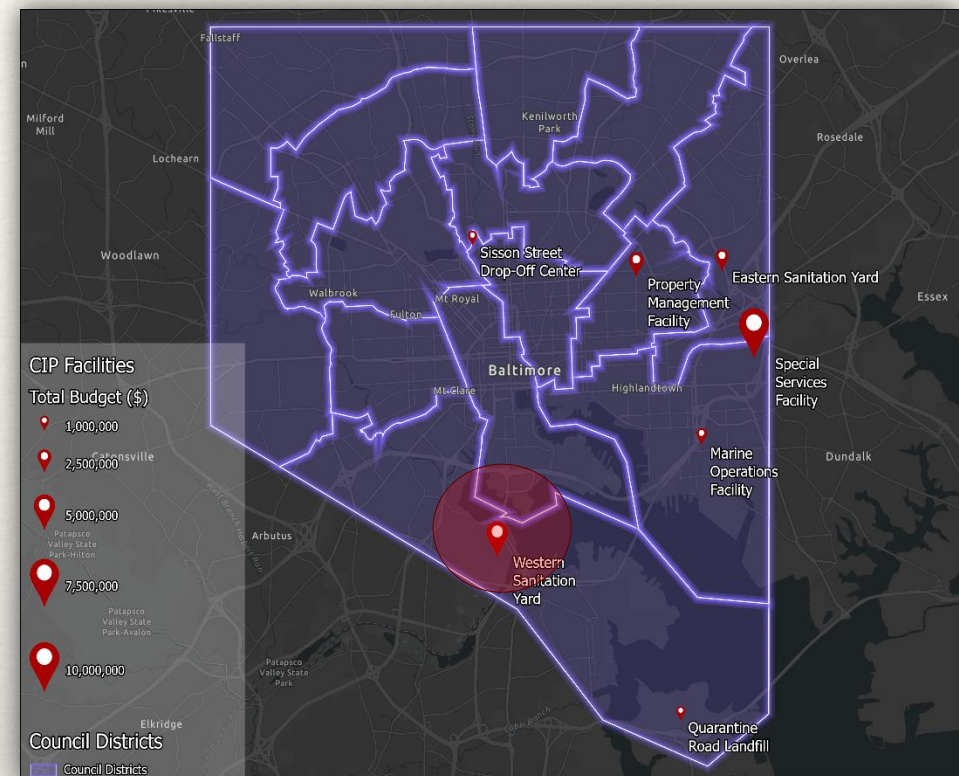 Pikesville
Fallstaff
Overlea
Milford
Mill
Kenilworth
Park
Rosedale
Lochearn
Sisson Street
Drop-Off Center
Woodlawn
Eastern Sanitation Yard
Property
Management
Facility
Walbrook
Mt Royal
Fulton
Essex
Baltimore
Special
Services
Facility
Highlandtown
Mt Clare
CIP Facilities
Total Budget ($)
1,000,000
2,500,000
5,000,000
7,500,000
10,000,000
Catonsville
Marine
Operations
Facility
Dundalk
Arbutus
Patapsco
Valley State
Park-Hilton
Western
Sanitation
Yard
Patapsco
Valley State
Park-Avalon
Patapsco
Valley State
Park
Elkridge
Quarantine
Road Landfill
Council Districts
Council Districts